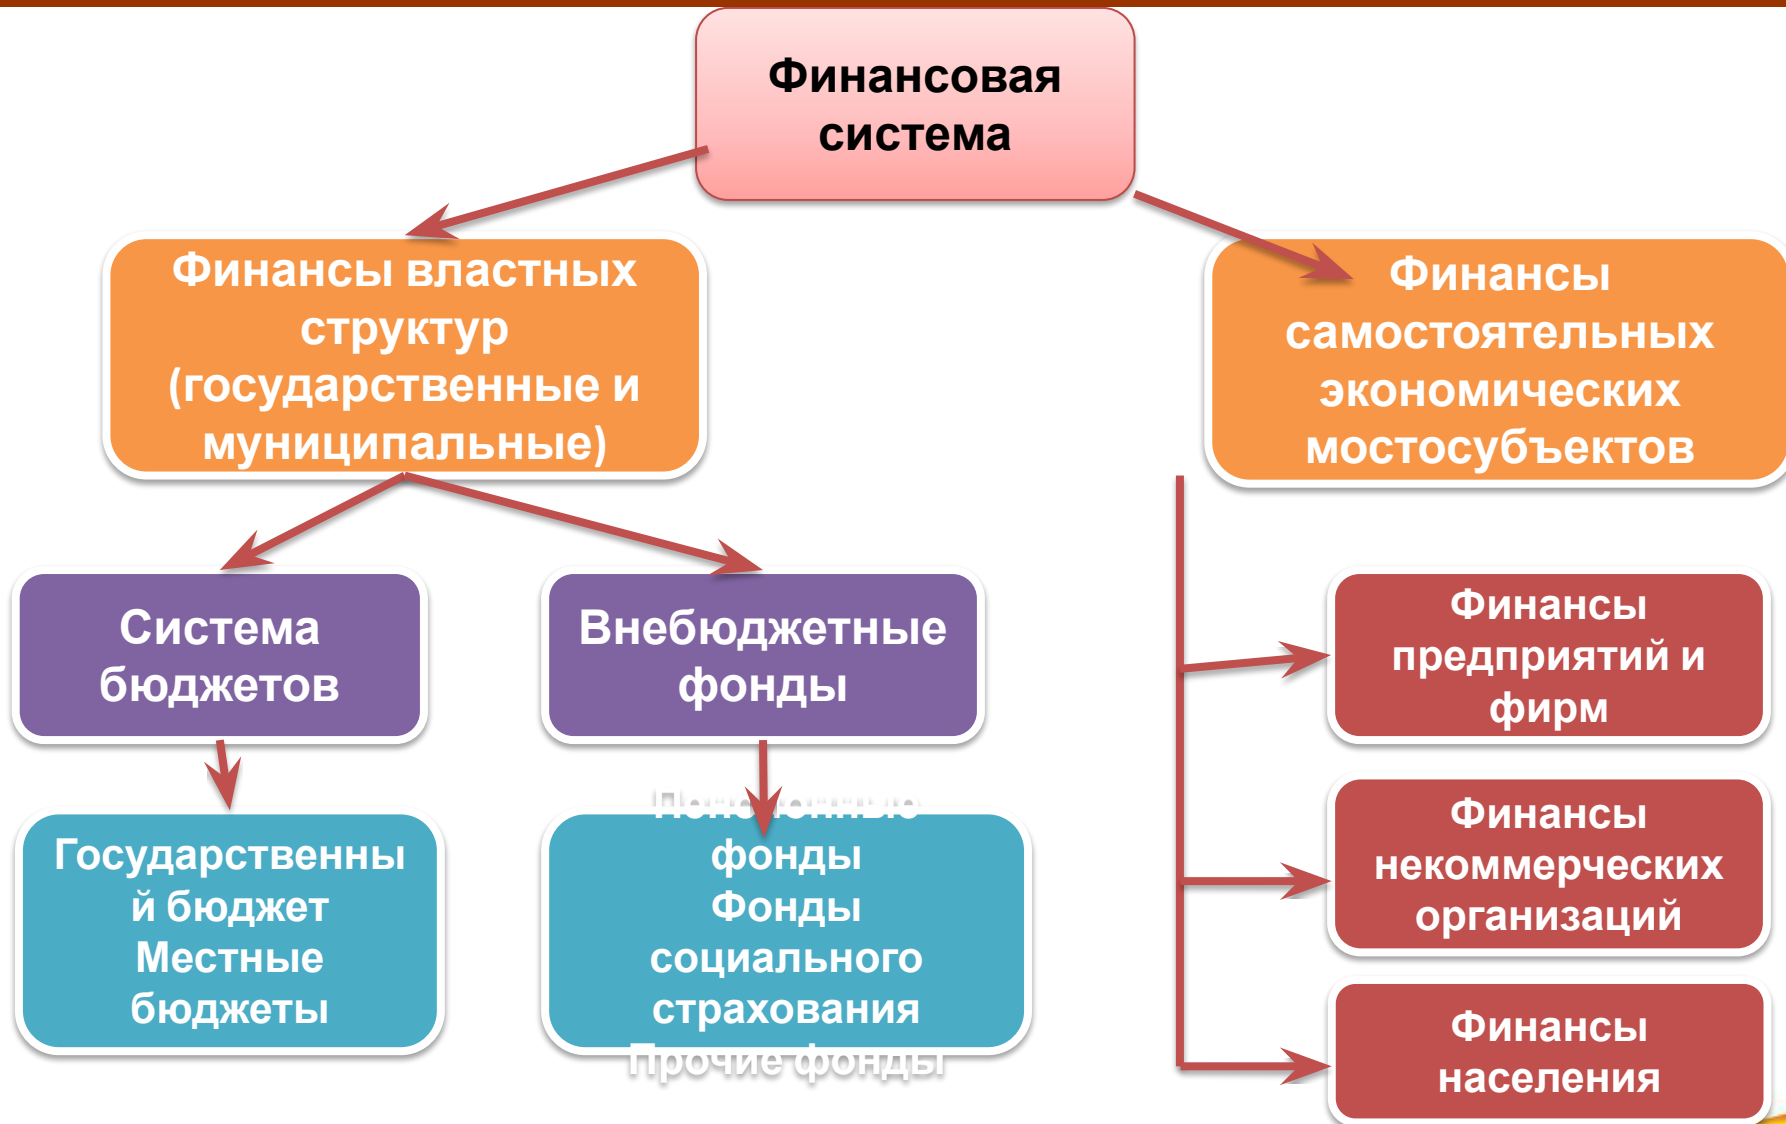 Финансовая
система
Финансы властных
структур
(государственные и
муниципальные)
Финансы
самостоятельных
экономических
мостосубъектов
Система
бюджетов
Внебюджетные
фонды
Государственны
й бюджет
Местные
бюджеты
фонды
Фонды
социального
страхования
Прочие фонды
Финансы
предприятий и
фирм
Финансы
некоммерческих
организаций
Финансы
населения